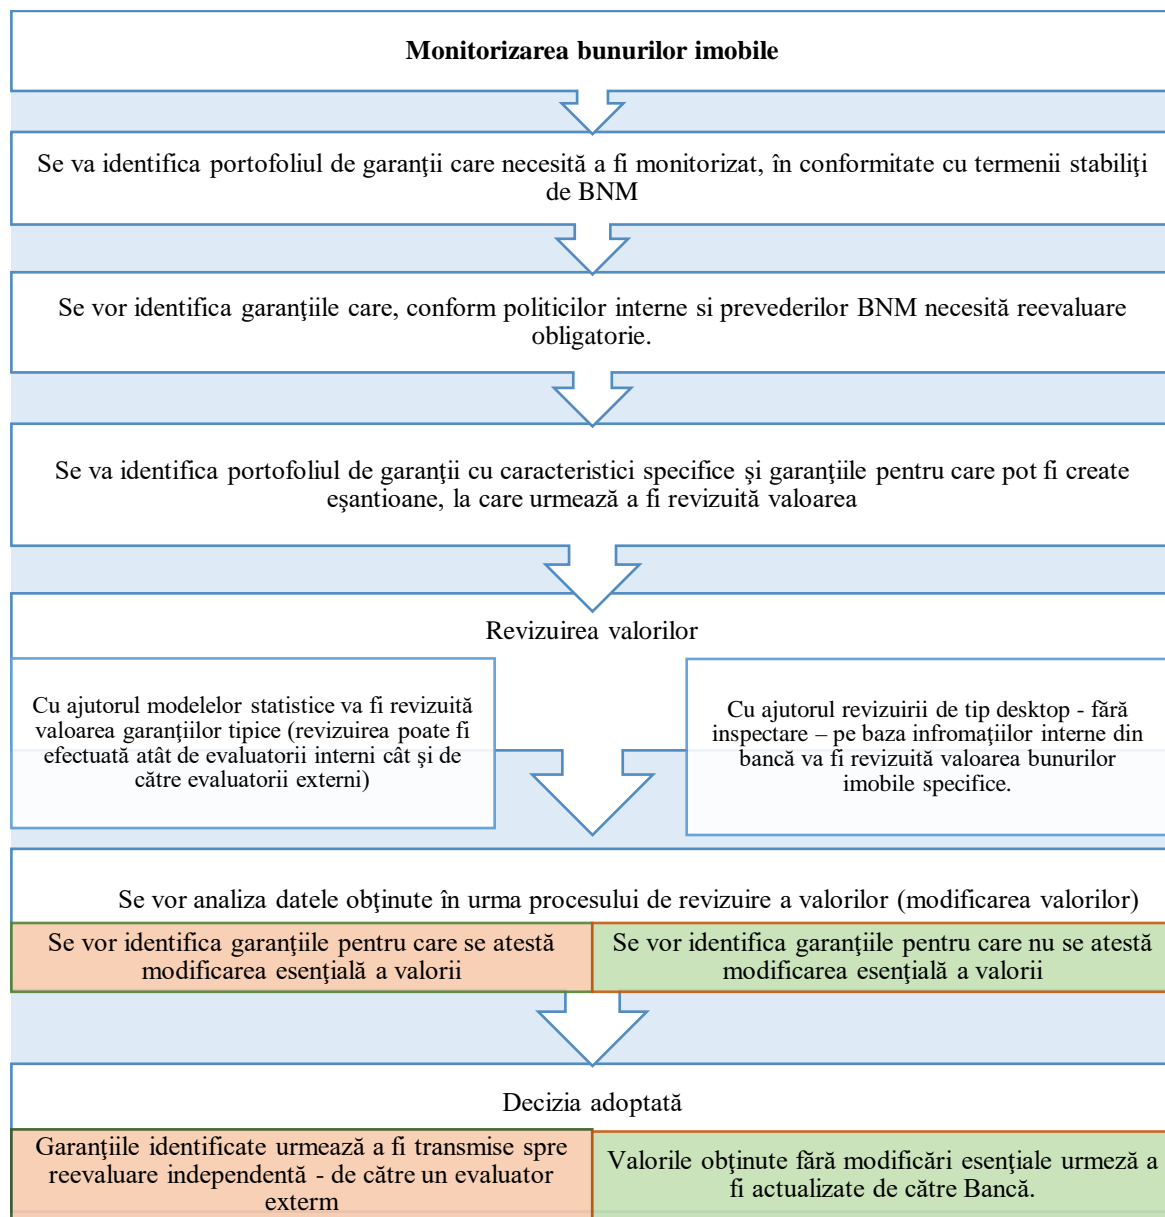 Monitorizarea bunurilor imobile
Se va identifica portofoliul de garanţii care necesită a fi monitorizat, în conformitate cu termenii stabiliţi
de BNM
Se vor identifica garanţiile care, conform politicilor interne si prevederilor BNM necesită reevaluare
obligatorie.
Se va identifica portofoliul de garanţii cu caracteristici specifice şi garanţiile pentru care pot fi create
eşantioane, la care urmează a fi revizuită valoarea
Revizuirea valorilor
Cu ajutorul modelelor statistice va fi revizuită
valoarea garanţiilor tipice (revizuirea poate fi
efectuată atât de evaluatorii interni cât şi de
către evaluatorii externi)
Cu ajutorul revizuirii de tip desktop - fără
inspectare – pe baza infromaţiilor interne din
bancă va fi revizuită valoarea bunurilor
imobile specifice.
Se vor analiza datele obţinute în urma procesului de revizuire a valorilor (modificarea valorilor)
Se vor identifica garanţiile pentru care se atestă
modificarea esenţială a valorii
Se vor identifica garanţiile pentru care nu se atestă
modificarea esenţială a valorii
Decizia adoptată
Garanţiile identificate urmează a fi transmise spre
reevaluare independentă - de către un evaluator
exterm
Valorile obţinute fără modificări esenţiale urmeză a
fi actualizate de către Bancă.